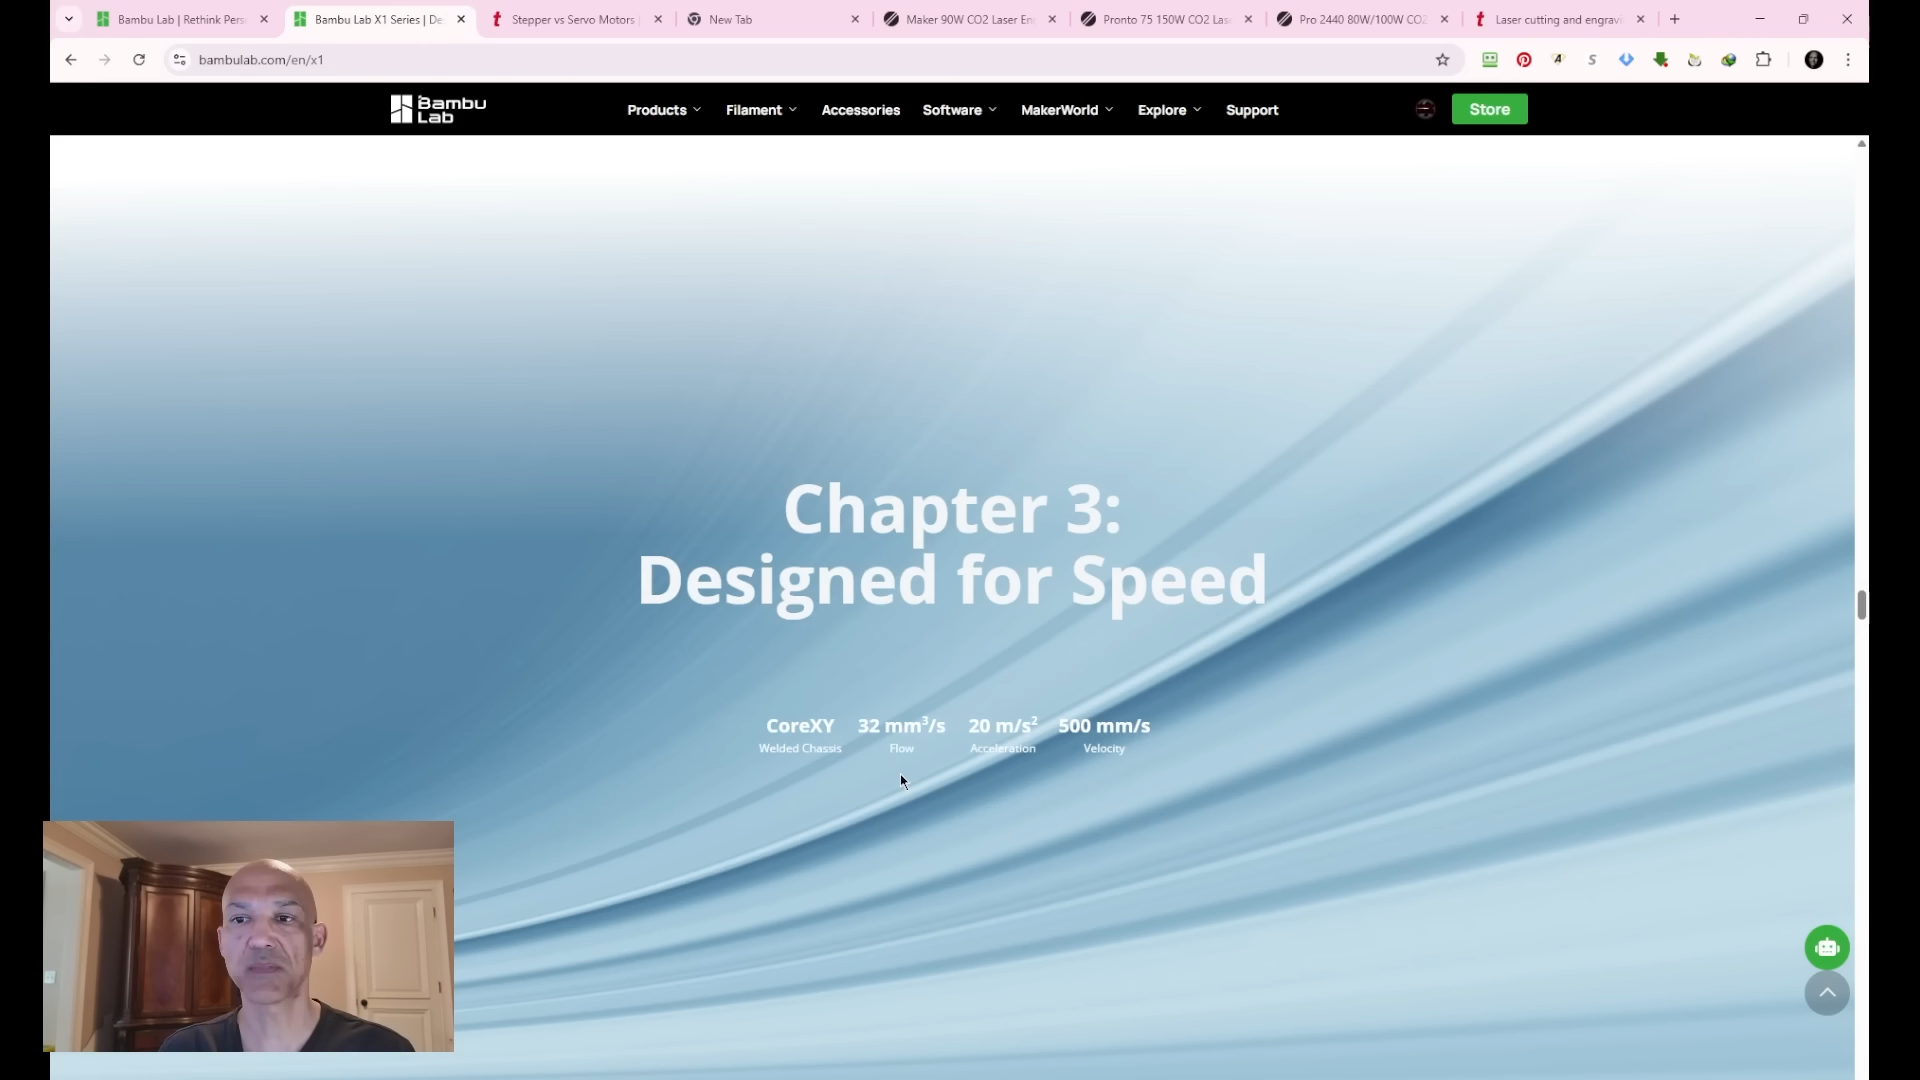 Bambu Lab | Rethink Pers
Bambu Lab X1 Series | De
Stepper vs Servo Motors
New Tab
Maker 90W CO2 Laser En
Pronto 75 150W CO2 Las
Pro 2440 80W/100W CO2
Laser cutting and engravi
bambulab.com/en/x1
Bambu
Lab
Products
Filament
Accessories
Software
MakerWorld
Explore
Support
Store
Chapter 3:
Designed for Speed
CoreXY
Welded Chassis
32 mm³/s
Flow
20 m/s²
Acceleration
500 mm/s
Velocity